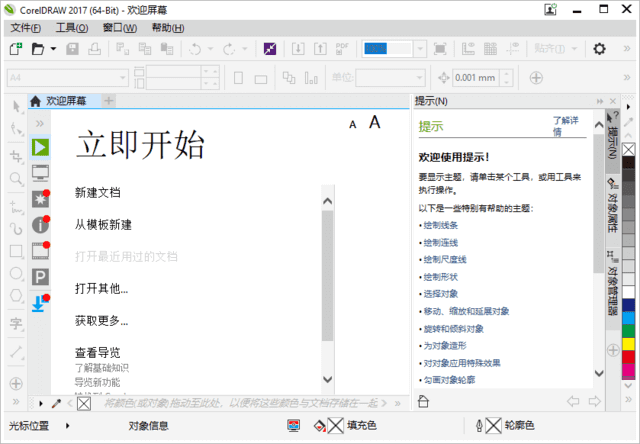 CorelDRAW 2017 (64-Bit) - 欢迎屏幕
文件(F) 工具(O) 窗口(W) 帮助(H)
PDF 贴齐(T)
A4 单位: 0.001 mm
欢迎屏幕
立即开始
A A
新建文档
从模板新建
打开最近用过的文档
打开其他...
获取更多...
查看导览
了解基础知识
导览新功能
提示(N)
提示
了解详情
欢迎使用提示!
要显示主题，请单击某个工具，或用工具来
执行操作。
以下是一些特别有帮助的主题:
• 绘制线条
• 绘制连线
• 绘制尺度线
• 绘制形状
• 选择对象
• 移动、缩放和延展对象
• 旋转和倾斜对象
• 为对象造形
• 对对象应用特殊效果
• 勾画对象轮廓
提示(N)
对象属性
对象管理器
字
P
将颜色(或对象)拖动至此处，以便将这些颜色与文档存储在一起
光标位置 对象信息 填充色 轮廓色